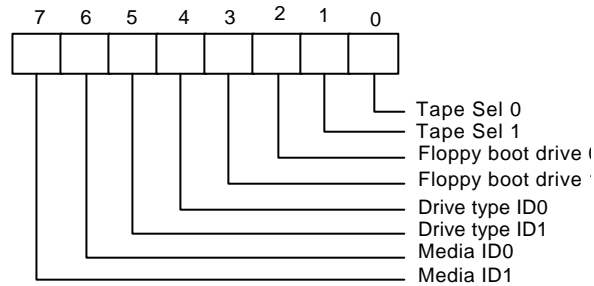 7 6 5 4 3 2 1 0
Tape Sel 0
Tape Sel 1
Floppy boot drive
Floppy boot drive
Drive type ID0
Drive type ID1
Media ID0
Media ID1